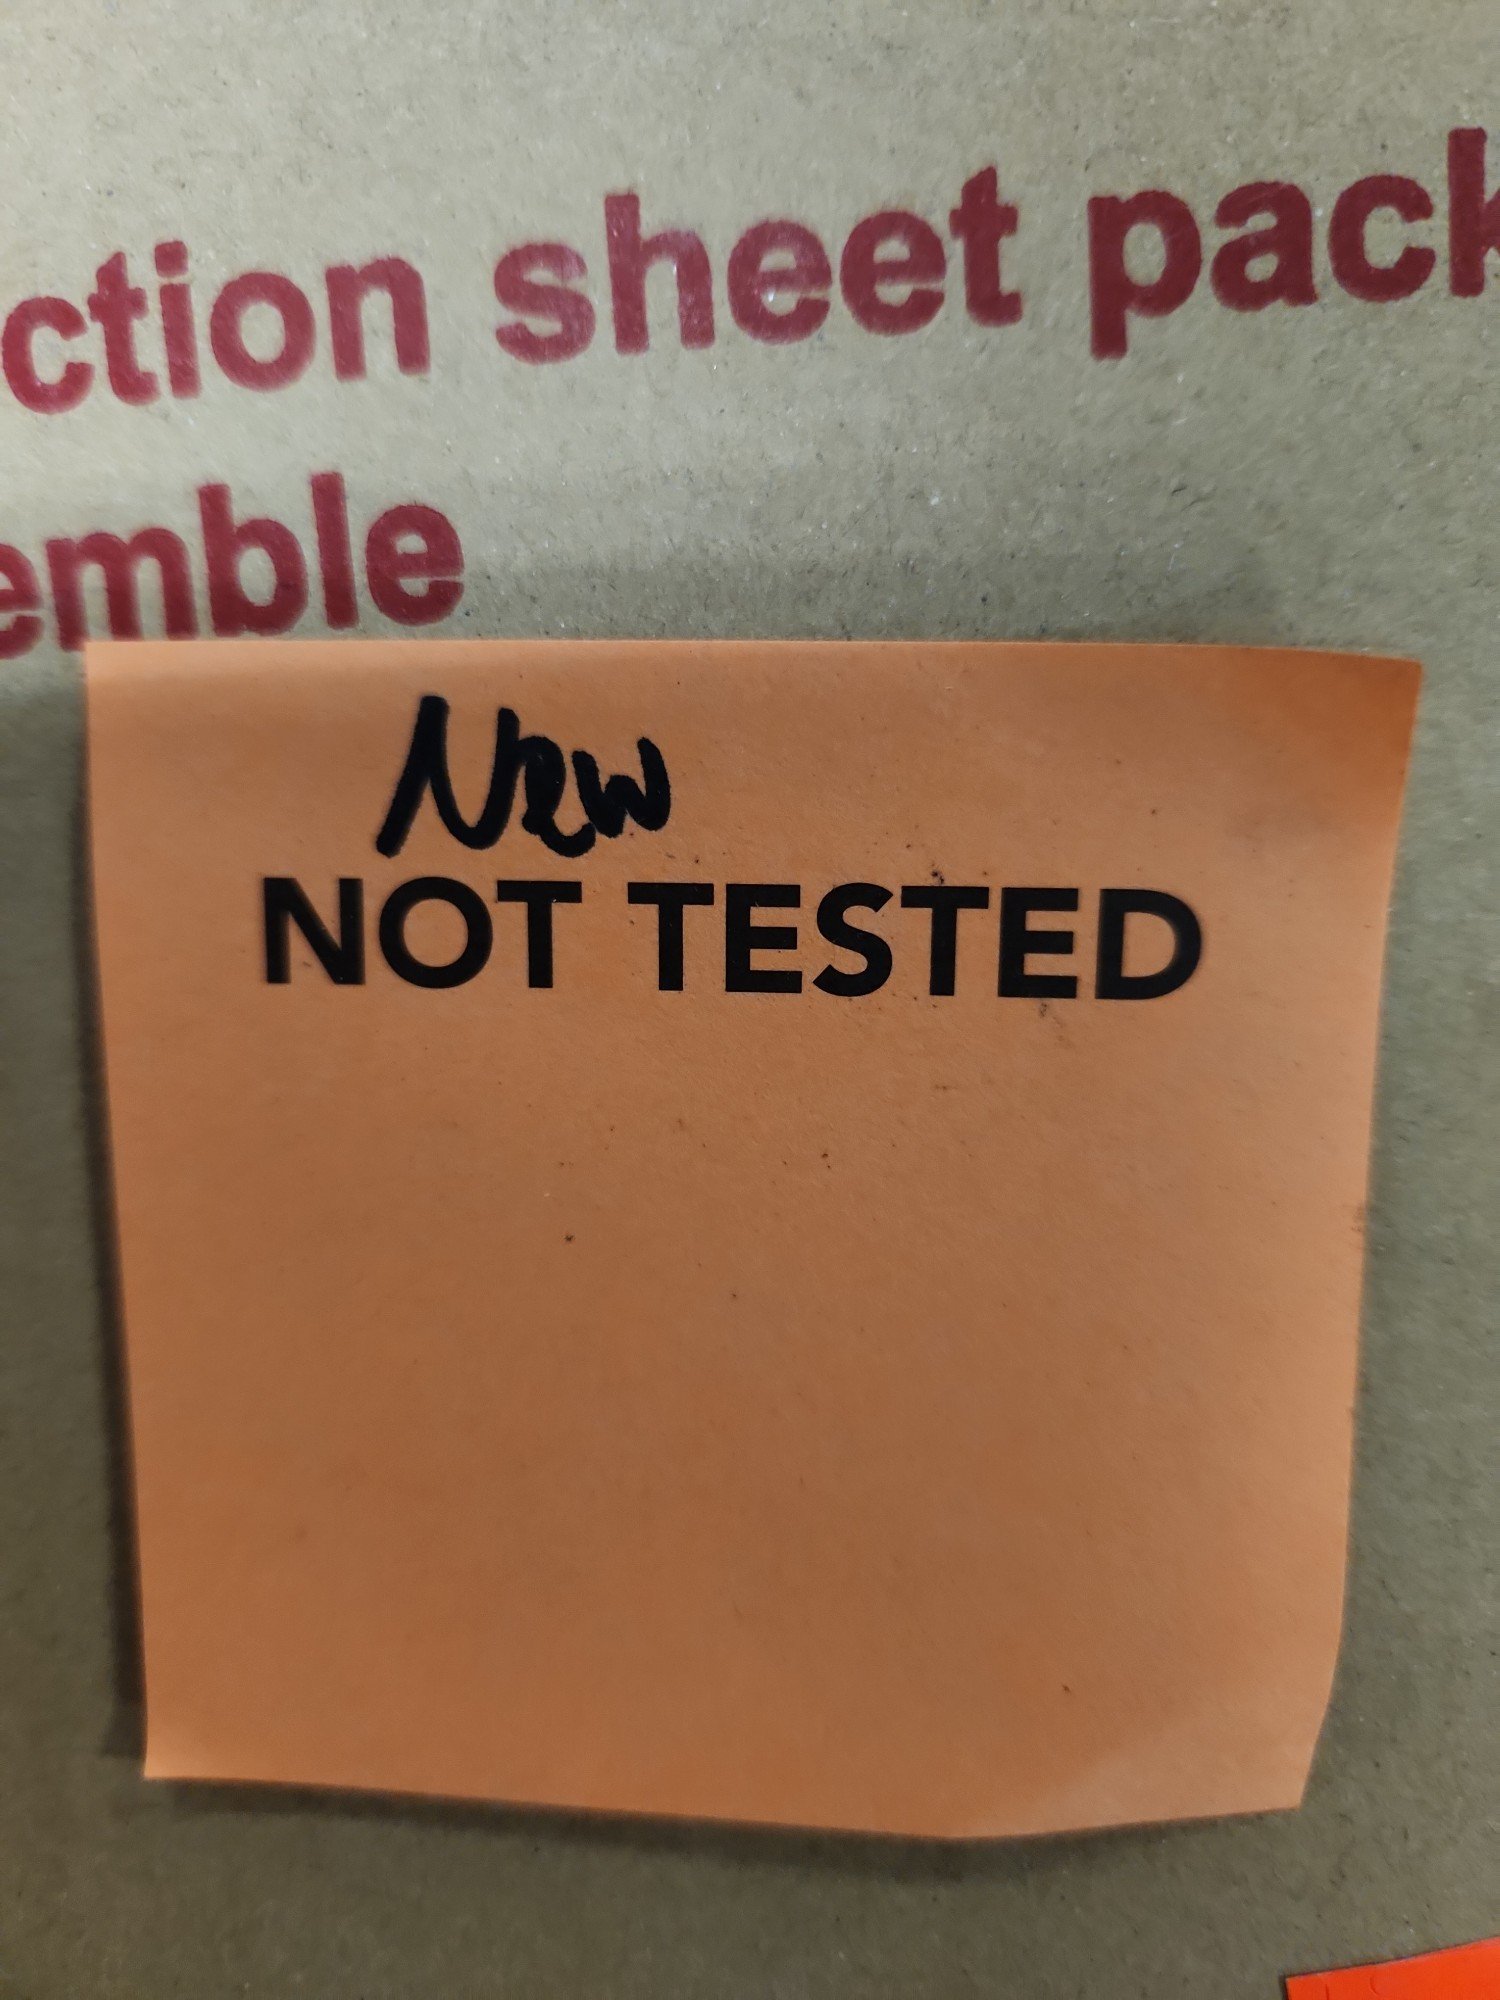 ction sheet pack
emble
New
NOT TESTED